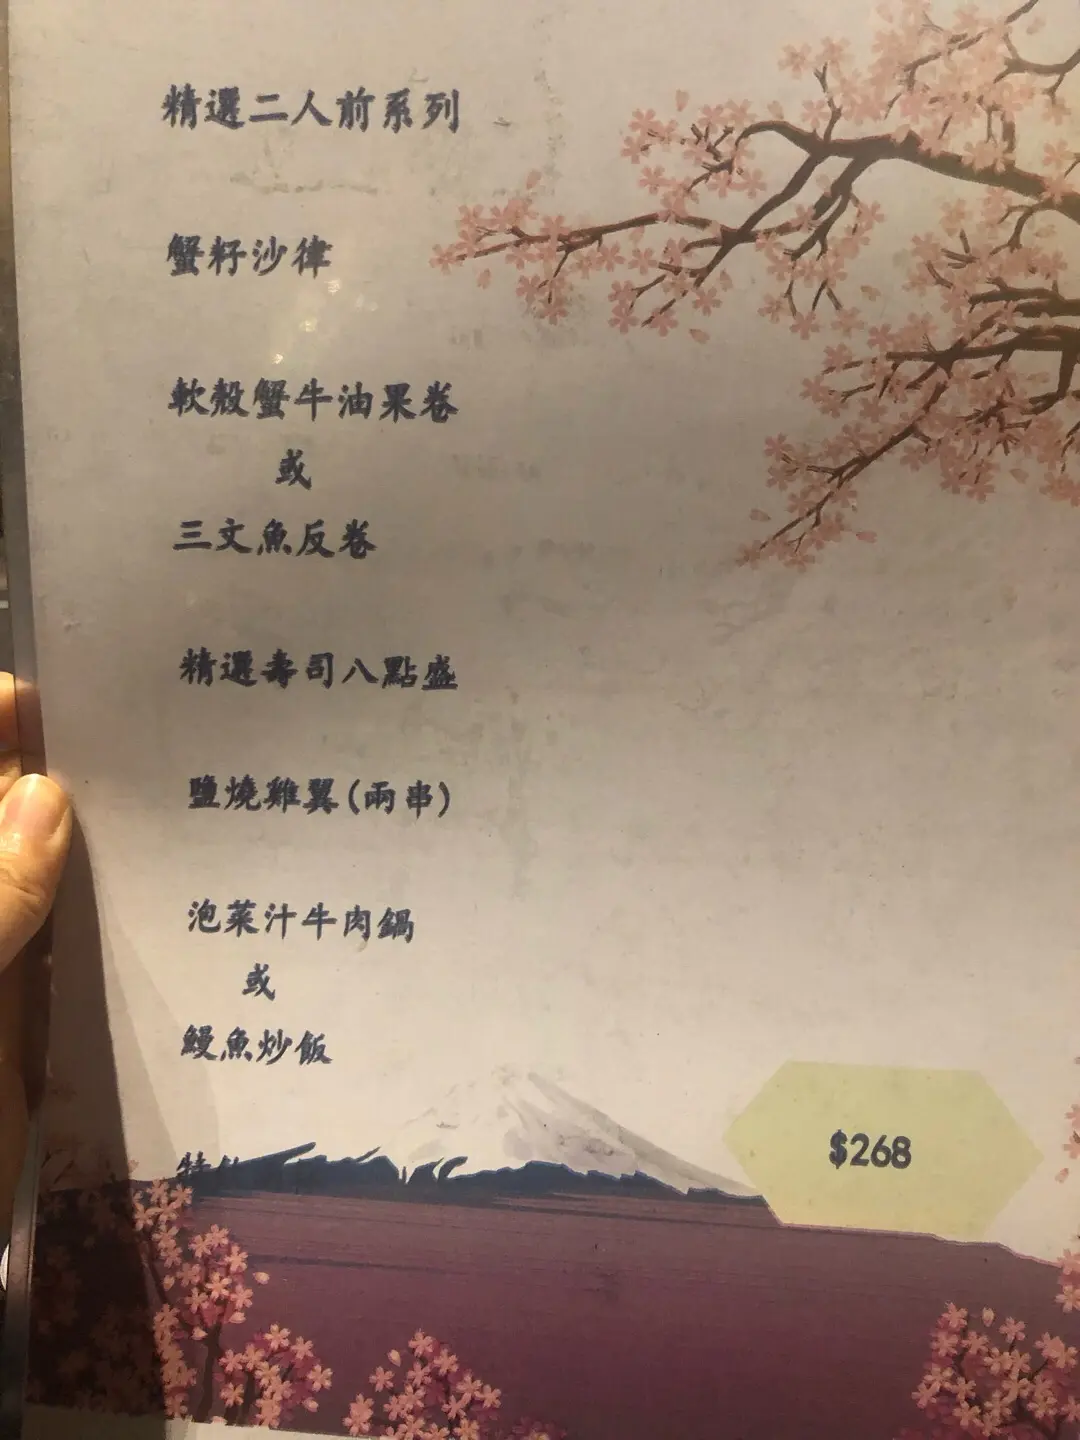 精選二人前系列
蟹籽沙律
軟殼蟹牛油果卷
或
三文魚反卷
精選壽司八點盛
鹽燒雞翼(兩串)
泡菜汁牛肉鍋
或
鰻魚炒飯
特
$268